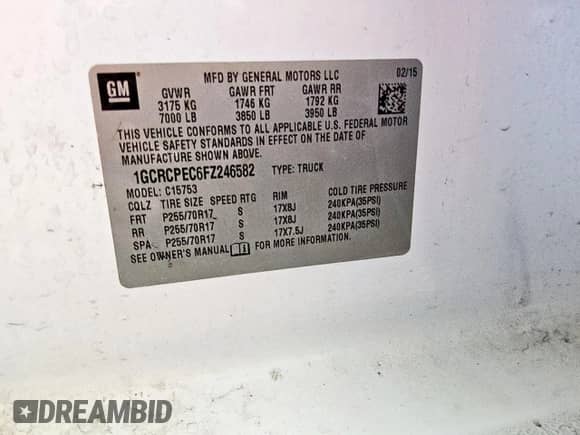 GM
MFD BY GENERAL MOTORS LLC 02/15
GVWR GAWR FRT GAWR RR
3175 KG 1746 KG 1792 KG
7000 LB 3850 LB 3950 LB
THIS VEHICLE CONFORMS TO ALL APPLICABLE U.S. FEDERAL MOTOR
VEHICLE SAFETY STANDARDS IN EFFECT ON THE DATE OF MANUFACTURE
SHOWN ABOVE.
1GCRCPEC6FZ246582 TYPE: TRUCK
MODEL: C15753
CQLZ TIRE SIZE SPEED RTG RIM COLD TIRE PRESSURE
FRT P255/70R17 S 17X8J 240KPA(35PSI)
RR P255/70R17 S 17X8J 240KPA(35PSI)
SPA P255/70R17 S 17X7.5J 240KPA(35PSI)
SEE OWNER'S MANUAL FOR MORE INFORMATION.
DREAMBID